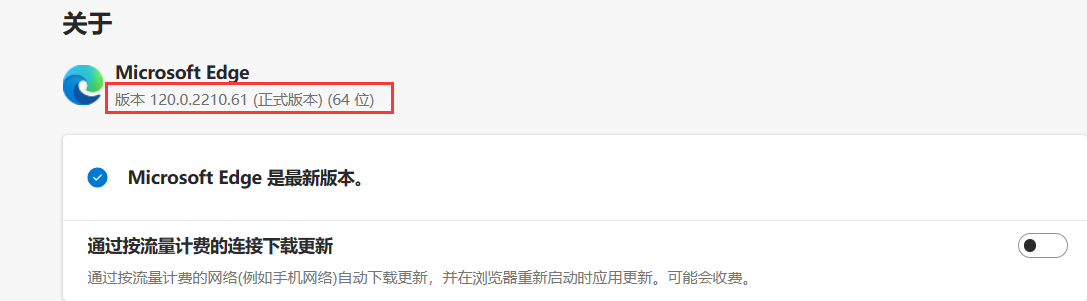 关于
Microsoft Edge
版本 120.0.2210.61 (正式版本) (64 位)
Microsoft Edge 是最新版本。
通过按流量计费的连接下载更新
通过按流量计费的网络(例如手机网络)自动下载更新，并在浏览器重新启动时应用更新。可能会收费。